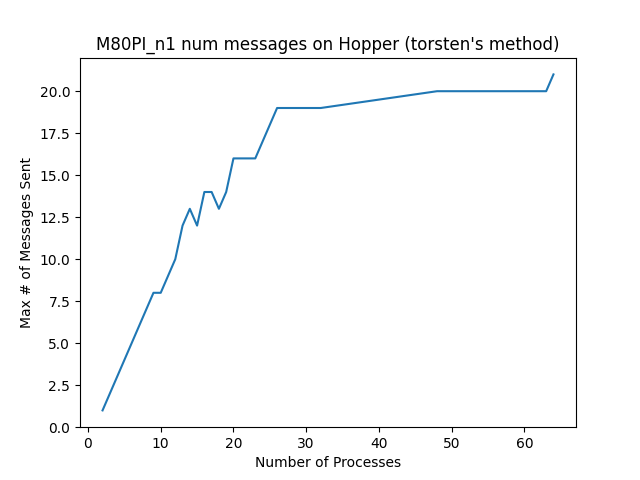 M80PI_n1 num messages on Hopper (torsten's method)
Max # of Messages Sent
20.0
17.5
15.0
12.5
10.0
7.5
5.0
2.5
0.0
0 10 20 30 40 50 60
Number of Processes